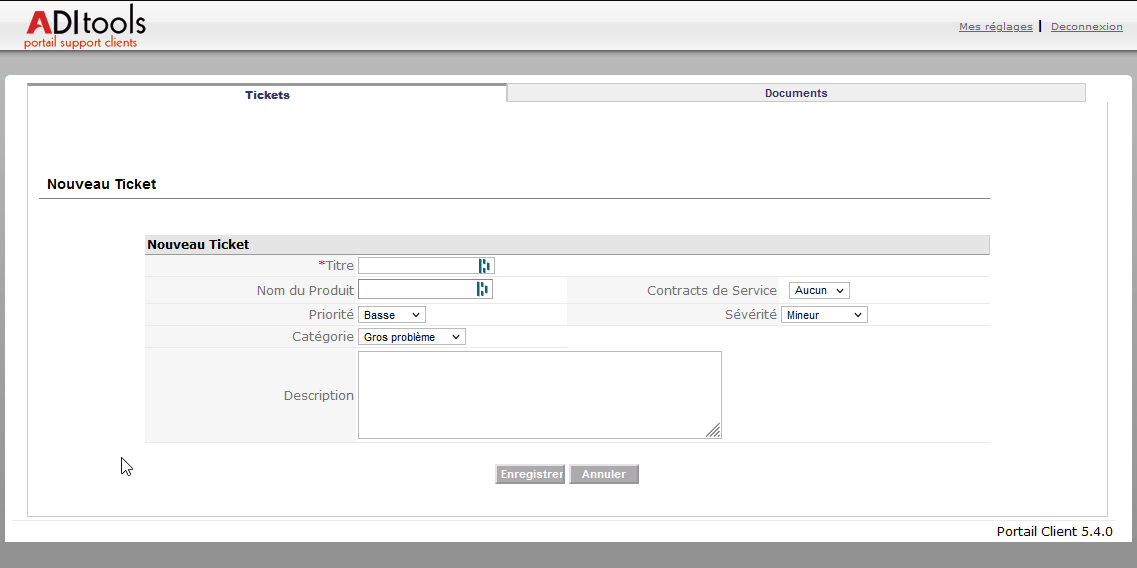 ADItools
portail support clients
Mes réglages | Deconnexion
Tickets
Documents
Nouveau Ticket
Nouveau Ticket
*Titre
Nom du Produit
Contracts de Service Aucun
Priorité Basse
Sévérité Mineur
Catégorie Gros problème
Description
Enregistrer Annuler
Portail Client 5.4.0